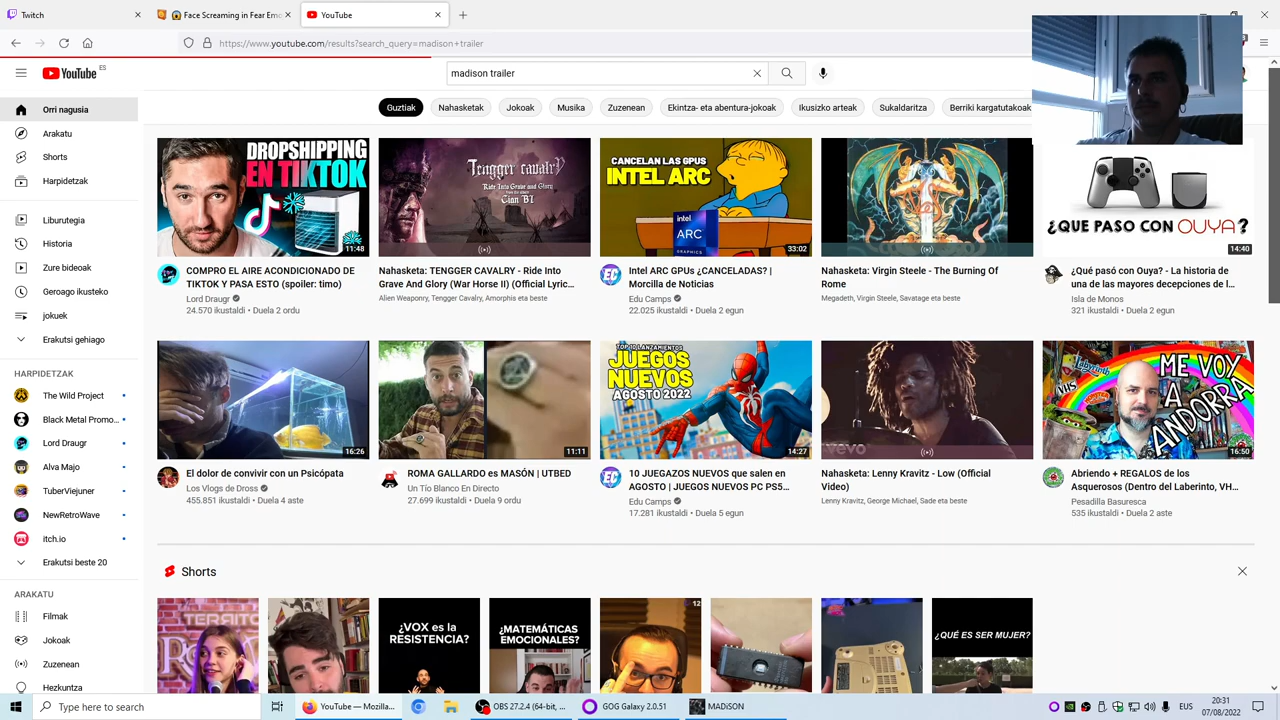 Twitch
Face Screaming in Fear Emo
YouTube
https://www.youtube.com/results?search_query=madison+trailer
YouTube ES
madison trailer
Guztiak
Nahasketak
Jokoak
Musika
Zuzenean
Ekintza- eta abentura-jokoak
Ikusizko arteak
Sukaldaritza
Berriki kargatutakoak
Orri nagusia
Arakatu
Shorts
Harpidetzak
Liburutegia
Historia
Zure bideoak
Geroago ikusteko
jokuek
Erakutsi gehiago
HARPIDETZAK
The Wild Project
Black Metal Promo...
Lord Draugr
Alva Majo
TuberViejuner
NewRetroWave
itch.io
Erakutsi beste 20
ARAKATU
Filmak
Jokoak
Zuzenean
Hezkuntza
DROPSHIPPING
EN TIKTOK
11:48
COMPRO EL AIRE ACONDICIONADO DE
TIKTOK Y PASA ESTO (spoiler: timo)
Lord Draugr
24.570 ikustaldi • Duela 2 ordu
Tengger cavalry
Ride Into Grave and Glory
Nahasketa: TENGGER CAVALRY - Ride Into
Grave And Glory (War Horse II) (Official Lyric...
Alien Weaponry, Tengger Cavalry, Amorphis eta beste
CANCELAN LAS GPUS
INTEL ARC
intel
ARC
GRAPHICS
33:02
Intel ARC GPUs ¿CANCELADAS? |
Morcilla de Noticias
Edu Camps
22.025 ikustaldi • Duela 2 egun
Nahasketa: Virgin Steele - The Burning Of
Rome
Megadeth, Virgin Steele, Savatage eta beste
¿QUE PASO CON OUYA?
14:40
¿Qué pasó con Ouya? - La historia de
una de las mayores decepciones de l...
Isla de Monos
321 ikustaldi • Duela 2 egun
16:26
El dolor de convivir con un Psicópata
Los Vlogs de Dross
455.851 ikustaldi • Duela 4 aste
11:11
ROMA GALLARDO es MASÓN | UTBED
Un Tío Blanco En Directo
27.699 ikustaldi • Duela 9 ordu
TOP 10 LANZAMIENTOS
JUEGOS
NUEVOS
AGOSTO 2022
14:27
10 JUEGAZOS NUEVOS que salen en
AGOSTO | JUEGOS NUEVOS PC PS5...
Edu Camps
17.281 ikustaldi • Duela 5 egun
vevo
Nahasketa: Lenny Kravitz - Low (Official
Video)
Lenny Kravitz, George Michael, Sade eta beste
Labyrinth
VHS
ME VOY
A
ANDORRA
16:50
Abriendo + REGALOS de los
Asquerosos (Dentro del Laberinto, VH...
Pesadilla Basuresca
535 ikustaldi • Duela 2 aste
Shorts
¿VOX es la
RESISTENCIA?
¿MATEMÁTICAS
EMOCIONALES?
12
¿QUÉ ES SER MUJER?
Type here to search
YouTube — Mozilla...
OBS 27.2.4 (64-bit, ...
GOG Galaxy 2.0.51
MADiSON
EUS
20:31
07/08/2022